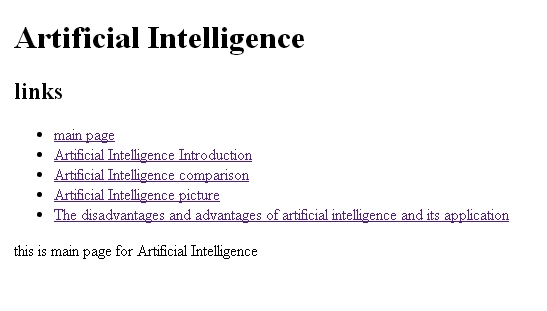 Artificial Intelligence
links
main page
Artificial Intelligence Introduction
Artificial Intelligence comparison
Artificial Intelligence picture
The disadvantages and advantages of artificial intelligence and its application
this is main page for Artificial Intelligence